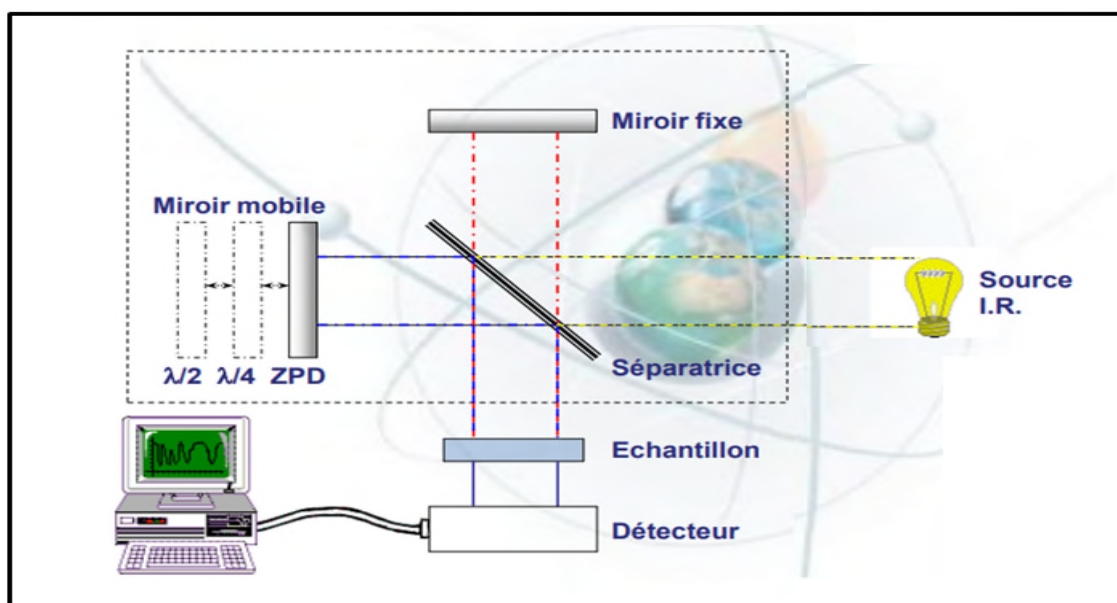 Miroir fixe
Miroir mobile
Source
I.R.
λ/2 λ/4 ZPD
Séparatrice
Echantillon
Détecteur